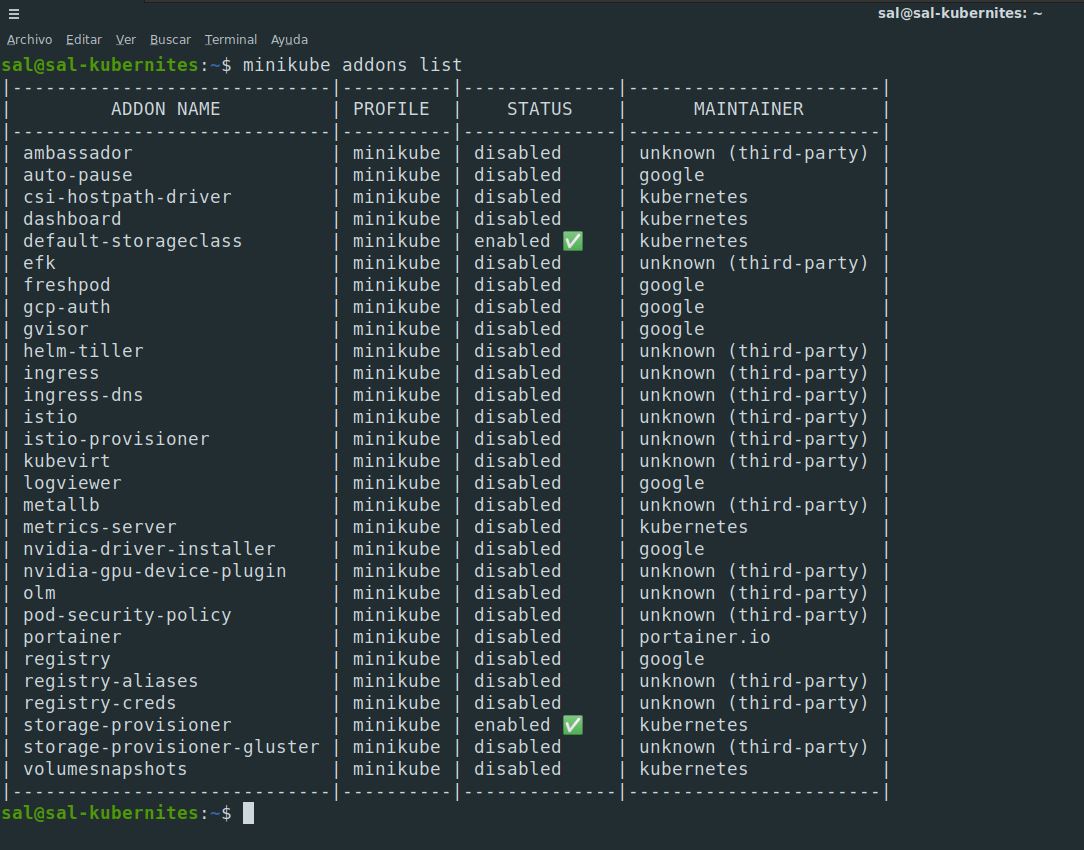 ☰ sal@sal-kubernites: ~
Archivo Editar Ver Buscar Terminal Ayuda
sal@sal-kubernites:~$ minikube addons list
|-----------------------------|----------|--------------|-----------------------|
| ADDON NAME | PROFILE | STATUS | MAINTAINER |
|-----------------------------|----------|--------------|-----------------------|
| ambassador | minikube | disabled | unknown (third-party) |
| auto-pause | minikube | disabled | google |
| csi-hostpath-driver | minikube | disabled | kubernetes |
| dashboard | minikube | disabled | kubernetes |
| default-storageclass | minikube | enabled ✅ | kubernetes |
| efk | minikube | disabled | unknown (third-party) |
| freshpod | minikube | disabled | google |
| gcp-auth | minikube | disabled | google |
| gvisor | minikube | disabled | google |
| helm-tiller | minikube | disabled | unknown (third-party) |
| ingress | minikube | disabled | unknown (third-party) |
| ingress-dns | minikube | disabled | unknown (third-party) |
| istio | minikube | disabled | unknown (third-party) |
| istio-provisioner | minikube | disabled | unknown (third-party) |
| kubevirt | minikube | disabled | unknown (third-party) |
| logviewer | minikube | disabled | google |
| metallb | minikube | disabled | unknown (third-party) |
| metrics-server | minikube | disabled | kubernetes |
| nvidia-driver-installer | minikube | disabled | google |
| nvidia-gpu-device-plugin | minikube | disabled | unknown (third-party) |
| olm | minikube | disabled | unknown (third-party) |
| pod-security-policy | minikube | disabled | unknown (third-party) |
| portainer | minikube | disabled | portainer.io |
| registry | minikube | disabled | google |
| registry-aliases | minikube | disabled | unknown (third-party) |
| registry-creds | minikube | disabled | unknown (third-party) |
| storage-provisioner | minikube | enabled ✅ | kubernetes |
| storage-provisioner-gluster | minikube | disabled | unknown (third-party) |
| volumesnapshots | minikube | disabled | kubernetes |
|-----------------------------|----------|--------------|-----------------------|
sal@sal-kubernites:~$